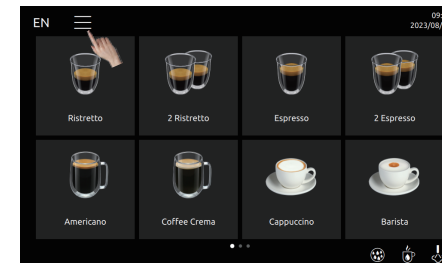 EN
09:
2023/08/
Ristretto
2 Ristretto
Espresso
2 Espresso
Americano
Coffee Crema
Cappuccino
Barista